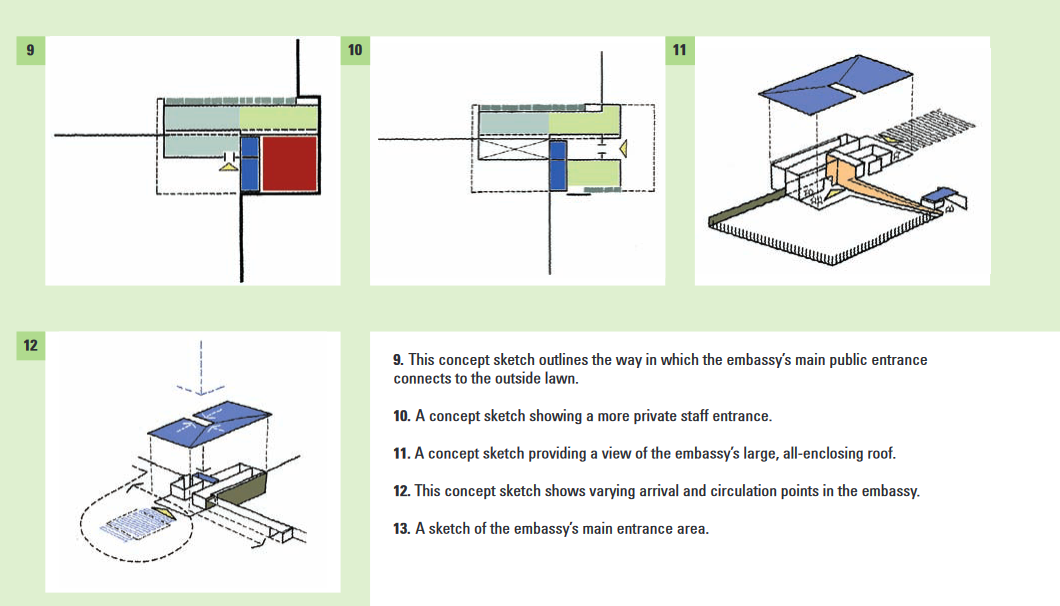 9
10
11
12
9. This concept sketch outlines the way in which the embassy's main public entrance
connects to the outside lawn.
10. A concept sketch showing a more private staff entrance.
11. A concept sketch providing a view of the embassy's large, all-enclosing roof.
12. This concept sketch shows varying arrival and circulation points in the embassy.
13. A sketch of the embassy's main entrance area.